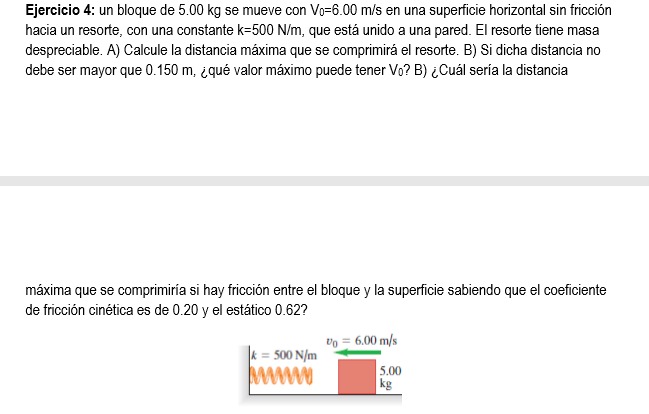 Ejercicio 4: un bloque de 5.00 kg se mueve con V₀=6.00 m/s en una superficie horizontal sin fricción
hacia un resorte, con una constante k=500 N/m, que está unido a una pared. El resorte tiene masa
despreciable. A) Calcule la distancia máxima que se comprimirá el resorte. B) Si dicha distancia no
debe ser mayor que 0.150 m, ¿qué valor máximo puede tener V₀? B) ¿Cuál sería la distancia
máxima que se comprimiría si hay fricción entre el bloque y la superficie sabiendo que el coeficiente
de fricción cinética es de 0.20 y el estático 0.62?
v₀ = 6.00 m/s
k = 500 N/m
5.00
kg